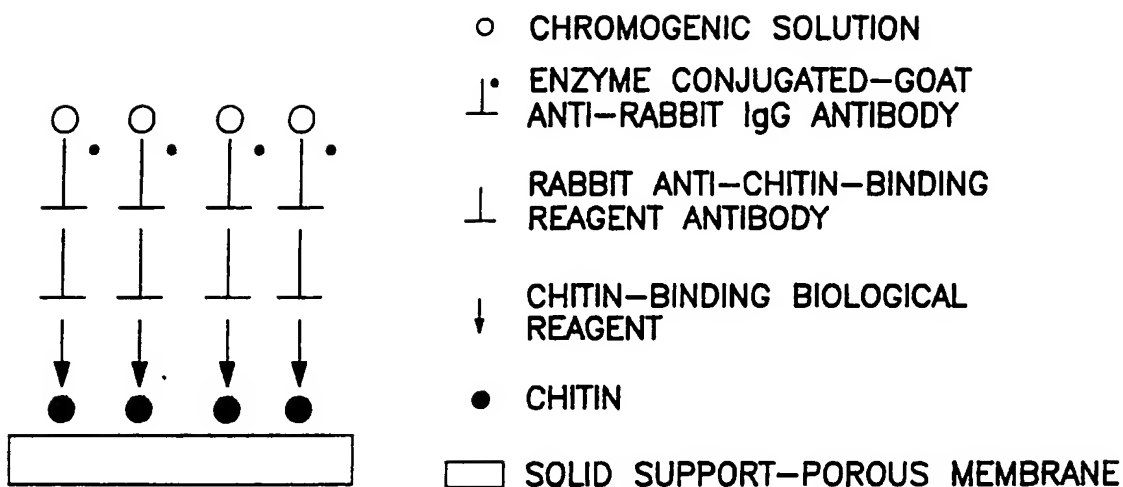 CHROMOGENIC SOLUTION
ENZYME CONJUGATED-GOAT
ANTI-RABBIT IgG ANTIBODY
RABBIT ANTI-CHITIN-BINDING
REAGENT ANTIBODY
CHITIN-BINDING BIOLOGICAL
REAGENT
CHITIN
SOLID SUPPORT-POROUS MEMBRANE